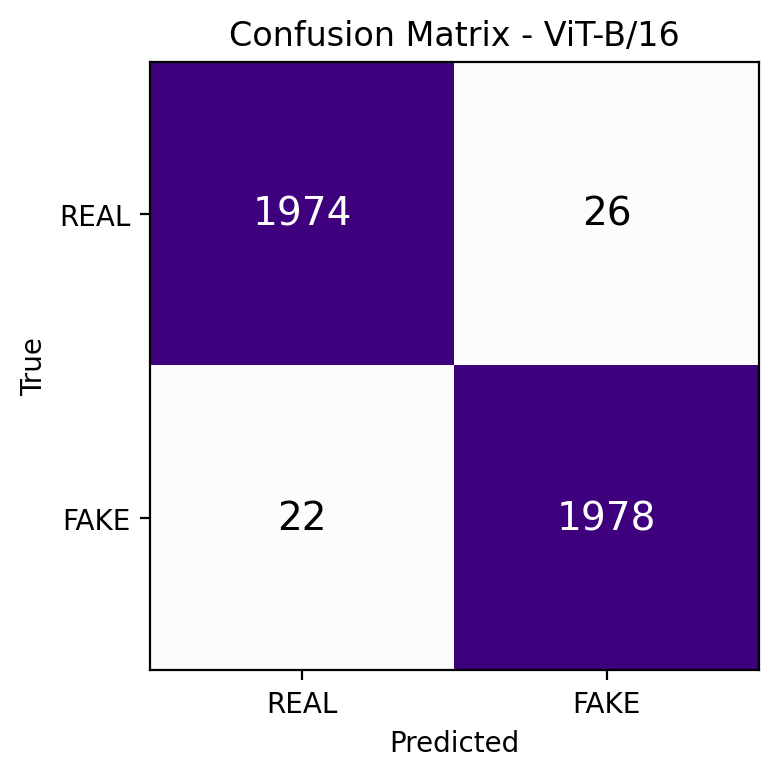 Confusion Matrix - ViT-B/16
REAL
1974
26
True
FAKE
22
1978
REAL
FAKE
Predicted